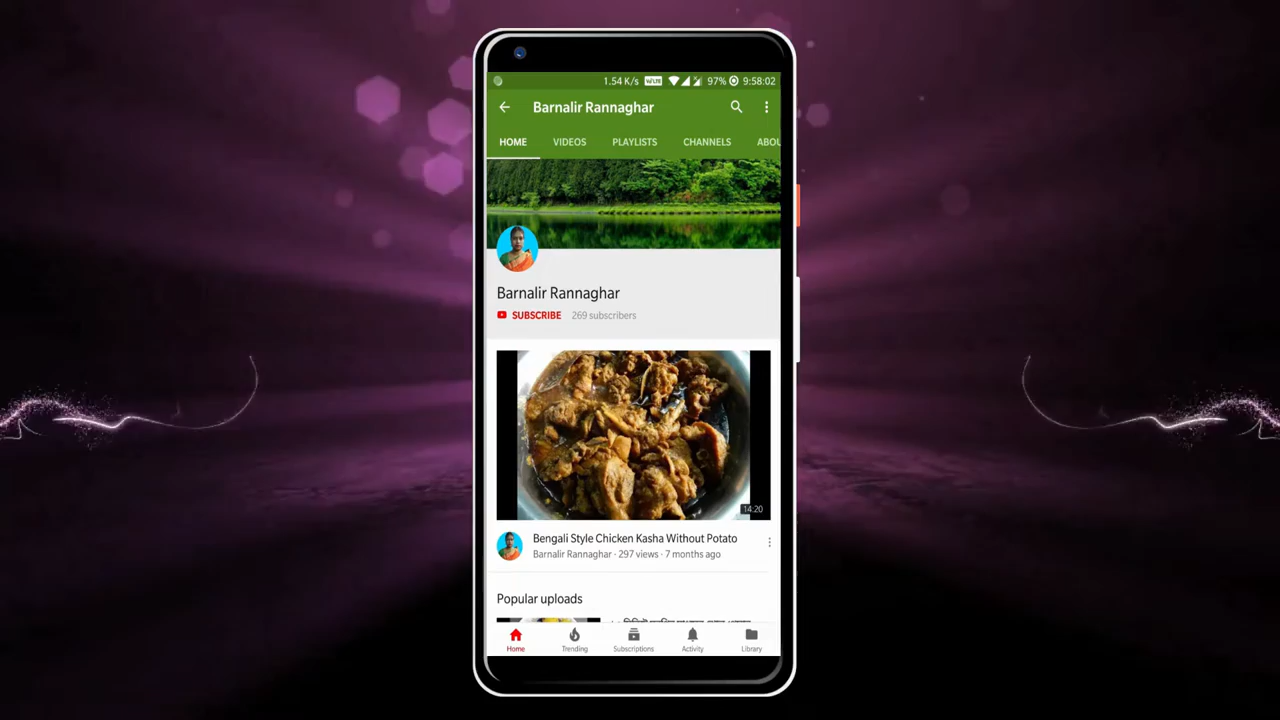 1.54 K/s VoLTE 97% 9:58:02
Barnalir Rannaghar
HOME VIDEOS PLAYLISTS CHANNELS ABOU
Barnalir Rannaghar
SUBSCRIBE 269 subscribers
14:20
Bengali Style Chicken Kasha Without Potato
Barnalir Rannaghar · 297 views · 7 months ago
Popular uploads
Home Trending Subscriptions Activity Library